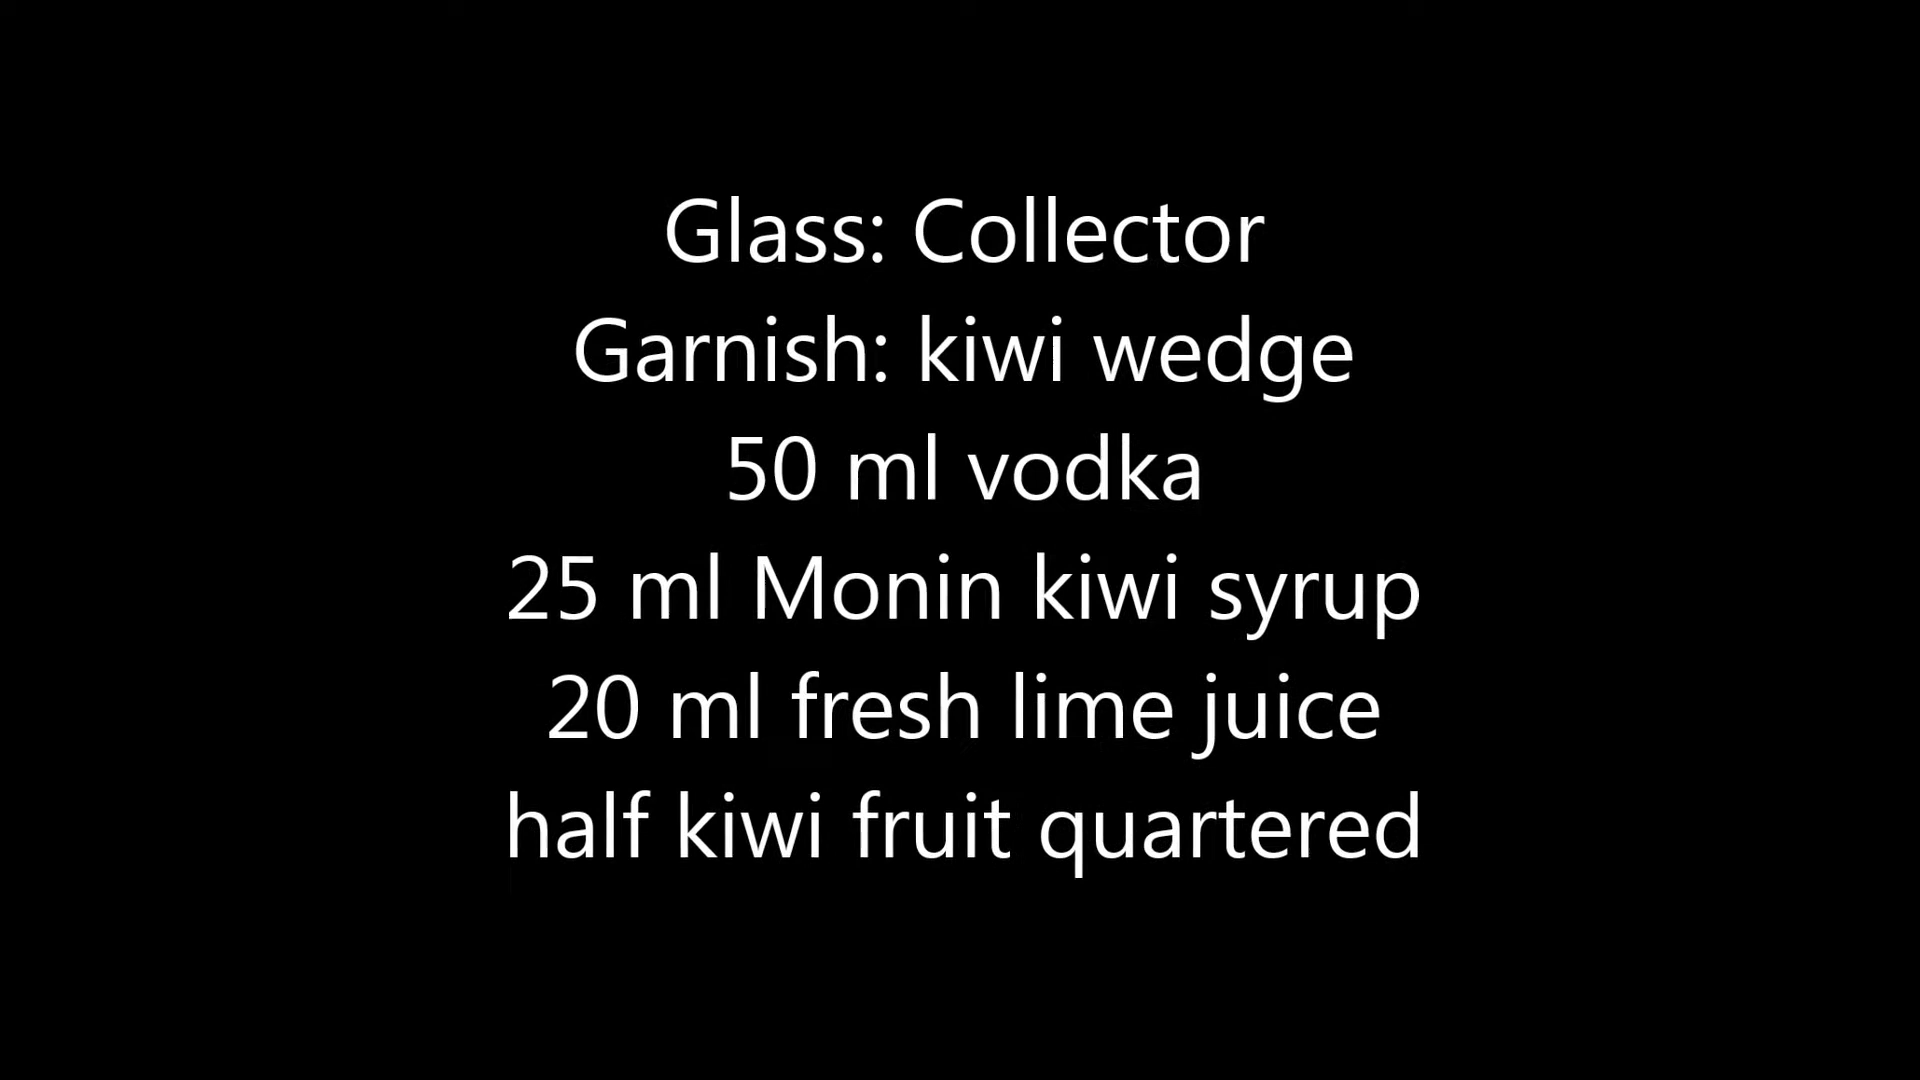 Glass: Collector
Garnish: kiwi wedge
50 ml vodka
25 ml Monin kiwi syrup
20 ml fresh lime juice
half kiwi fruit quartered